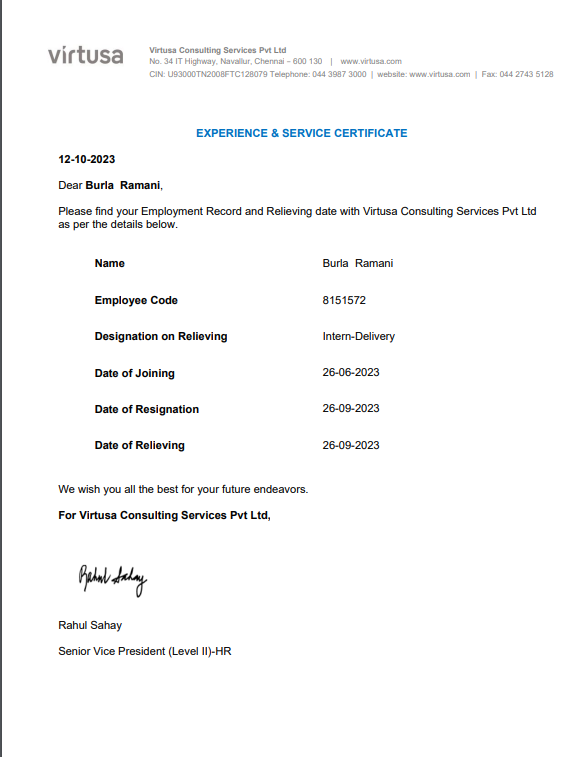 virtusa
Virtusa Consulting Services Pvt Ltd
No. 34 IT Highway, Navallur, Chennai – 600 130 | www.virtusa.com
CIN: U93000TN2008FTC128079 Telephone: 044 3987 3000 | website: www.virtusa.com | Fax: 044 2743 5128
EXPERIENCE & SERVICE CERTIFICATE
12-10-2023
Dear Burla Ramani,
Please find your Employment Record and Relieving date with Virtusa Consulting Services Pvt Ltd
as per the details below.
Name Burla Ramani
Employee Code 8151572
Designation on Relieving Intern-Delivery
Date of Joining 26-06-2023
Date of Resignation 26-09-2023
Date of Relieving 26-09-2023
We wish you all the best for your future endeavors.
For Virtusa Consulting Services Pvt Ltd,
Rahul Sahay
Rahul Sahay
Senior Vice President (Level II)-HR